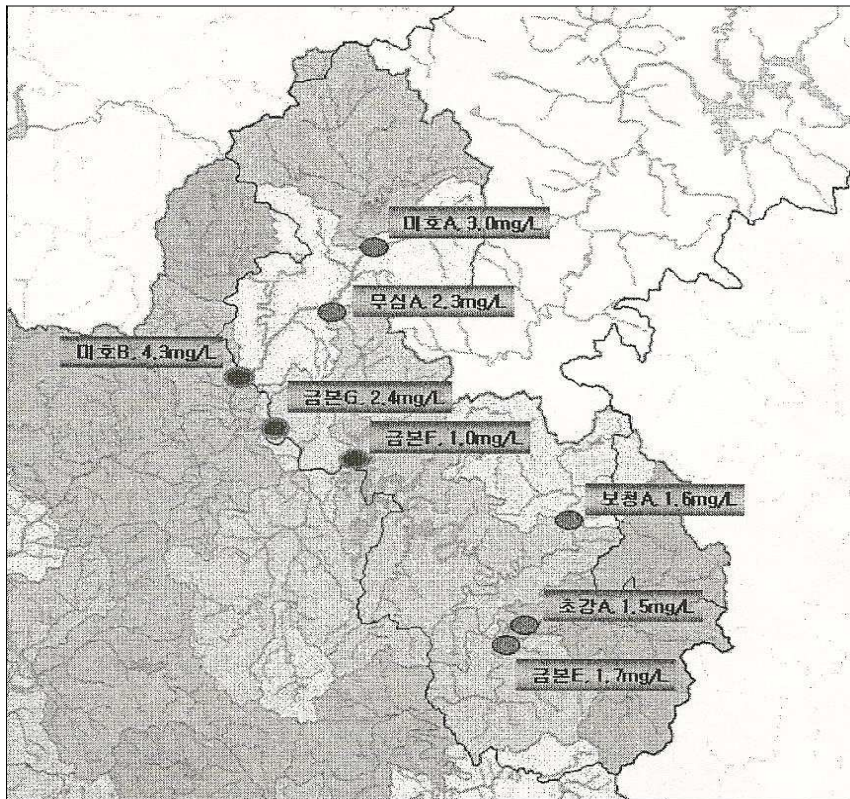 미호A, 3.0mg/L
무심A, 2.3mg/L
미호B, 4.3mg/L
금본G, 2.4mg/L
금본F, 1.0mg/L
보청A, 1.6mg/L
초강A, 1.5mg/L
금본E, 1.7mg/L